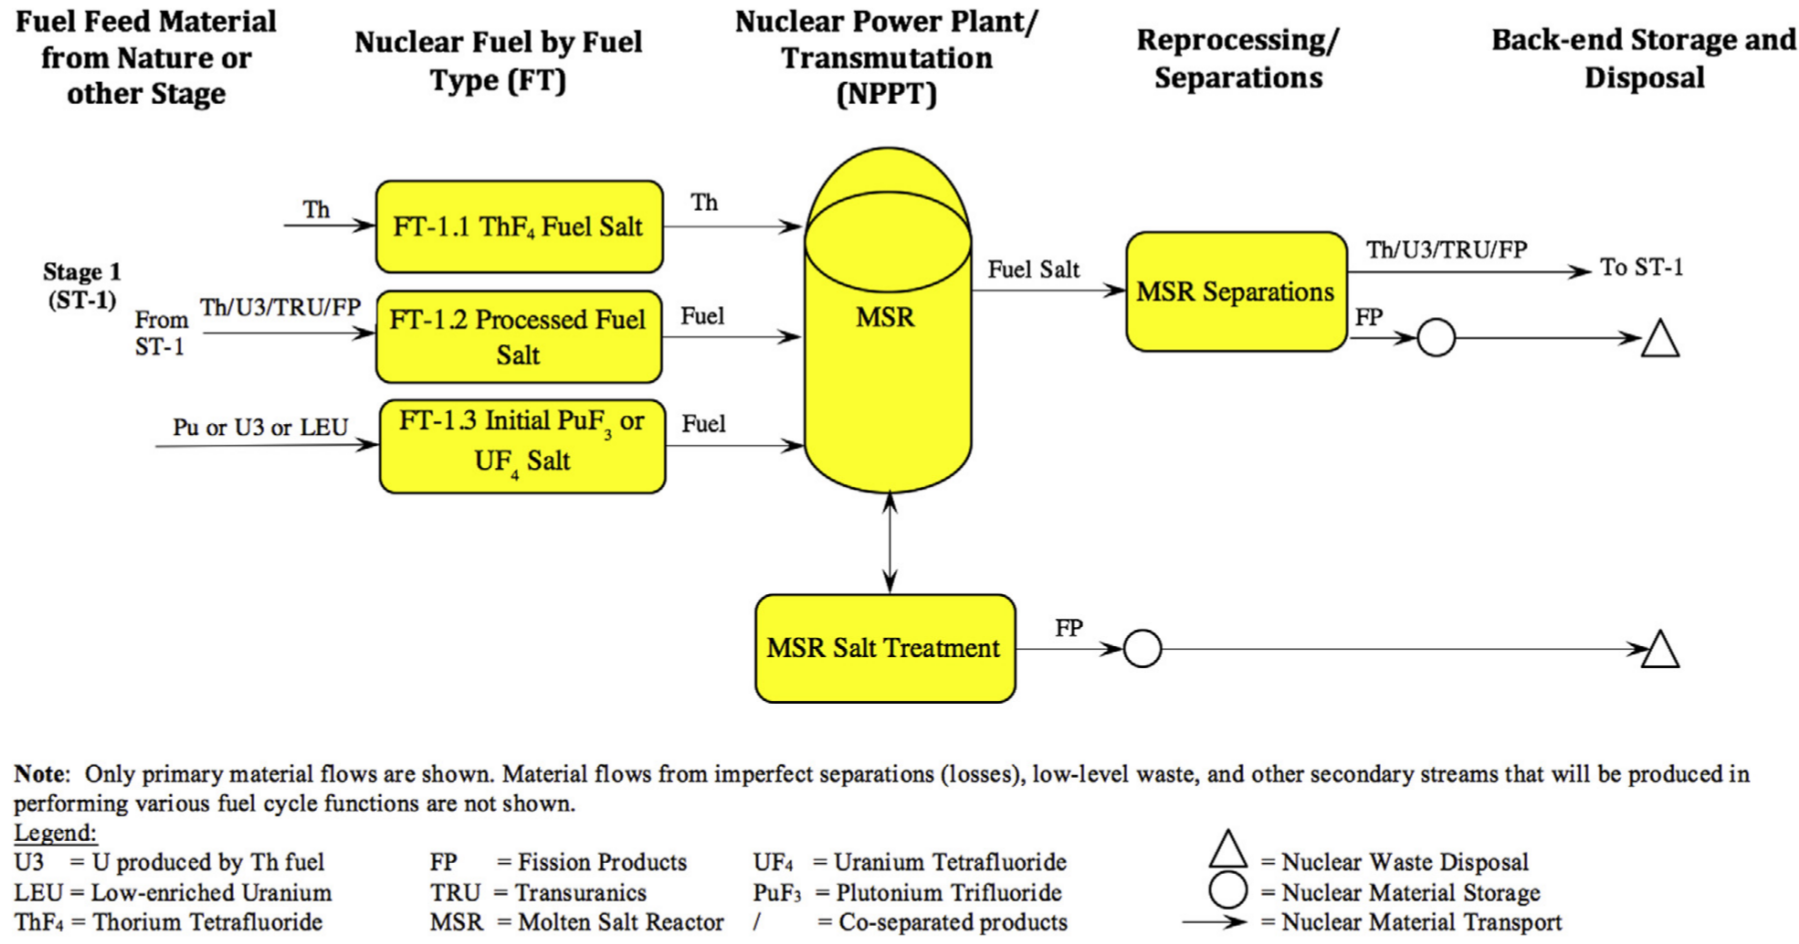 Fuel Feed Material
from Nature or
other Stage
Nuclear Fuel by Fuel
Type (FT)
Nuclear Power Plant/
Transmutation
(NPPT)
Reprocessing/
Separations
Back-end Storage and
Disposal
Th
FT-1.1 ThF₄ Fuel Salt
Th
Stage 1
(ST-1)
From
ST-1
Th/U3/TRU/FP
FT-1.2 Processed Fuel
Salt
Fuel
MSR
Fuel Salt
MSR Separations
Th/U3/TRU/FP
To ST-1
FP
Pu or U3 or LEU
FT-1.3 Initial PuF₃ or
UF₄ Salt
Fuel
MSR Salt Treatment
FP
Note: Only primary material flows are shown. Material flows from imperfect separations (losses), low-level waste, and other secondary streams that will be produced in
performing various fuel cycle functions are not shown.
Legend:
U3 = U produced by Th fuel
LEU = Low-enriched Uranium
ThF₄ = Thorium Tetrafluoride
FP = Fission Products
TRU = Transuranics
MSR = Molten Salt Reactor
UF₄ = Uranium Tetrafluoride
PuF₃ = Plutonium Trifluoride
/ = Co-separated products
= Nuclear Waste Disposal
= Nuclear Material Storage
= Nuclear Material Transport